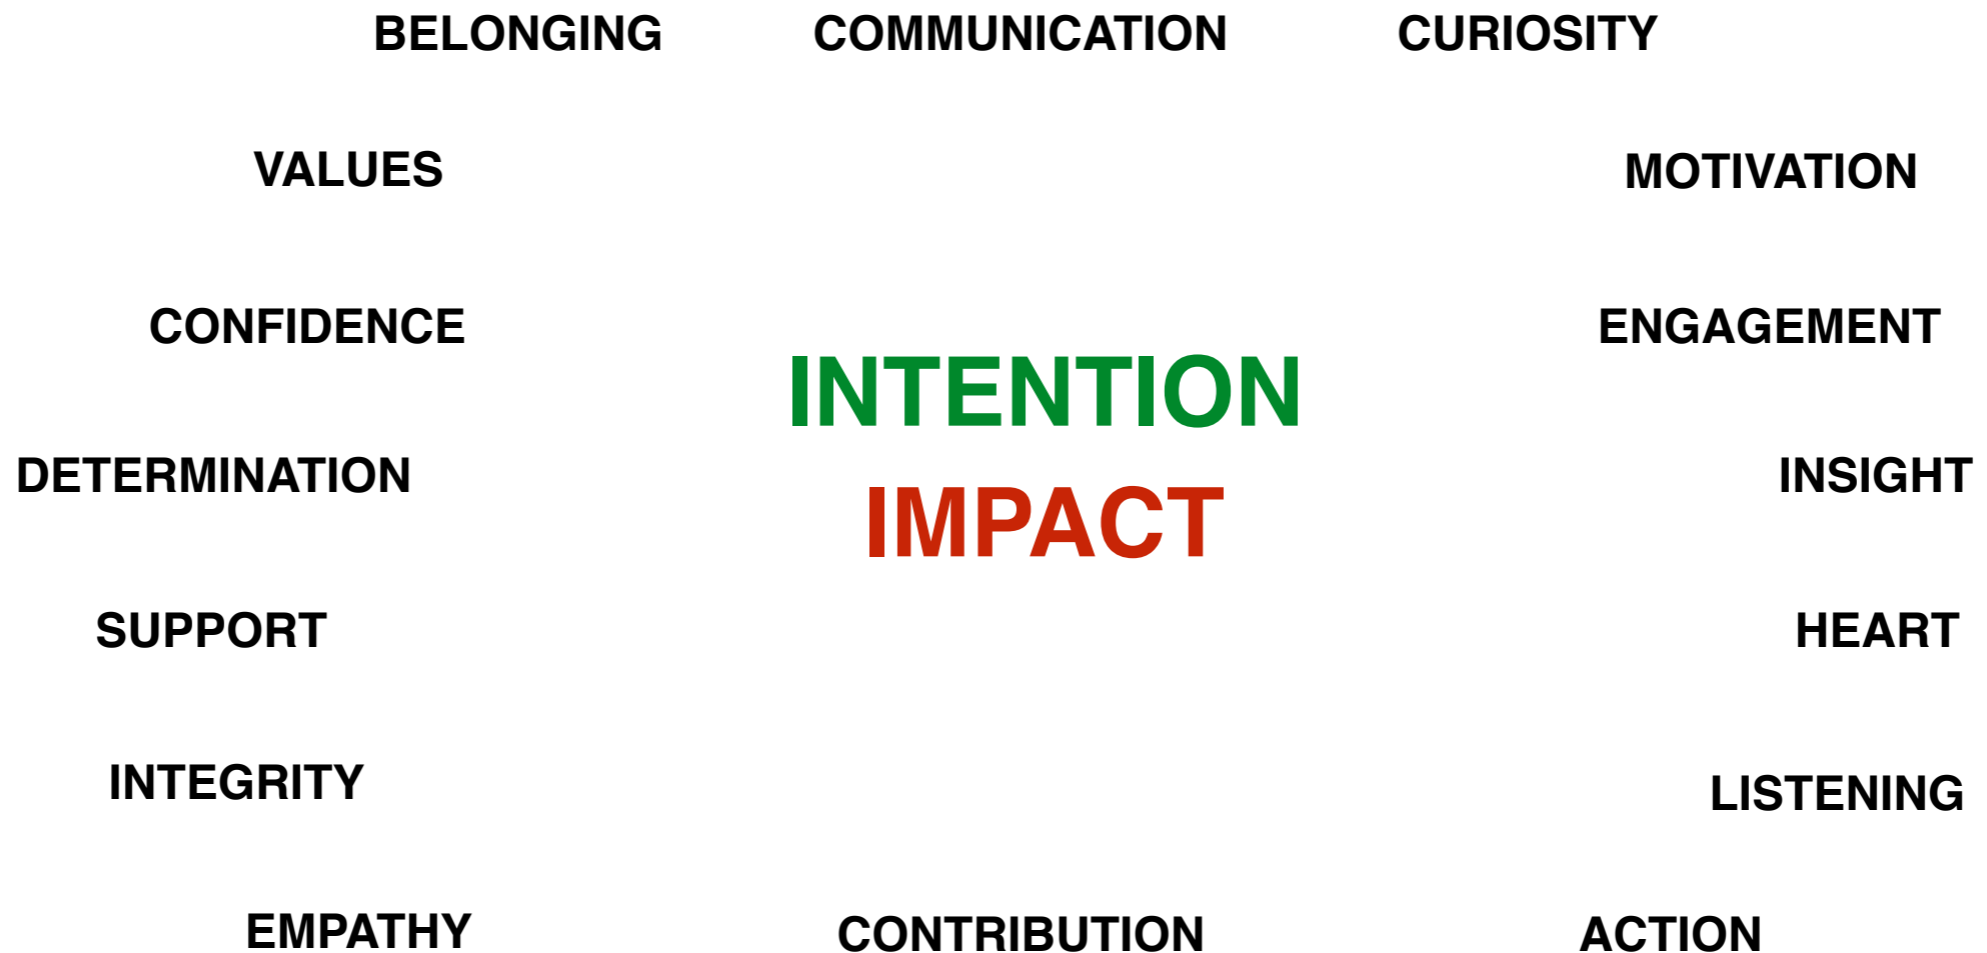 BELONGING COMMUNICATION CURIOSITY
VALUES MOTIVATION
CONFIDENCE ENGAGEMENT
INTENTION
DETERMINATION INSIGHT
IMPACT
SUPPORT HEART
INTEGRITY LISTENING
EMPATHY CONTRIBUTION ACTION